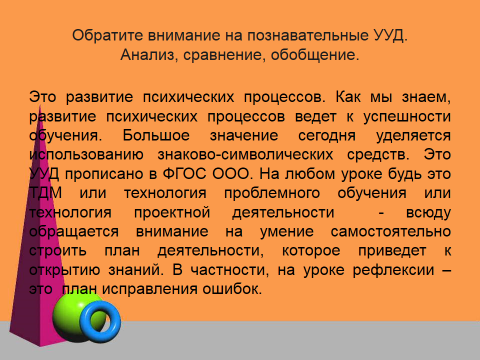 Обратите внимание на познавательные УУД.
Анализ, сравнение, обобщение.
Это развитие психических процессов. Как мы знаем,
развитие психических процессов ведет к успешности
обучения. Большое значение сегодня уделяется
использованию знаково-символических средств. Это
УУД прописано в ФГОС ООО. На любом уроке будь это
ТДМ или технология проблемного обучения или
технология проектной деятельности - всюду
обращается внимание на умение самостоятельно
строить план деятельности, которое приведет к
открытию знаний. В частности, на уроке рефлексии –
это план исправления ошибок.